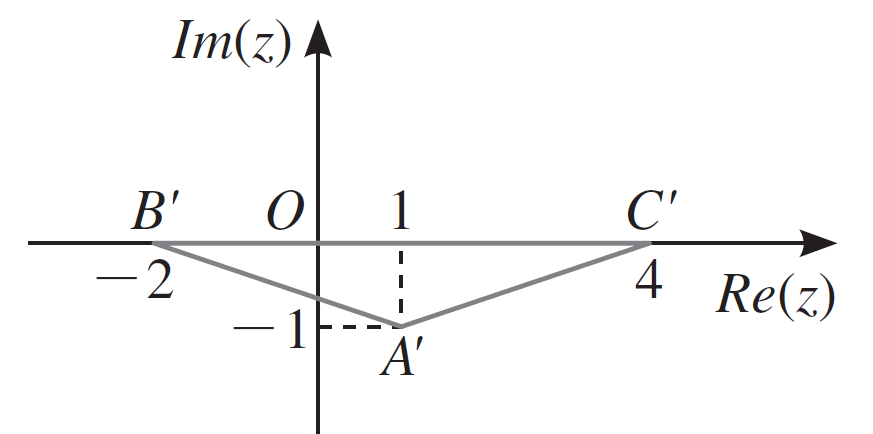 Im(z)
B′ O 1 C′
−2 4 Re(z)
−1
A′